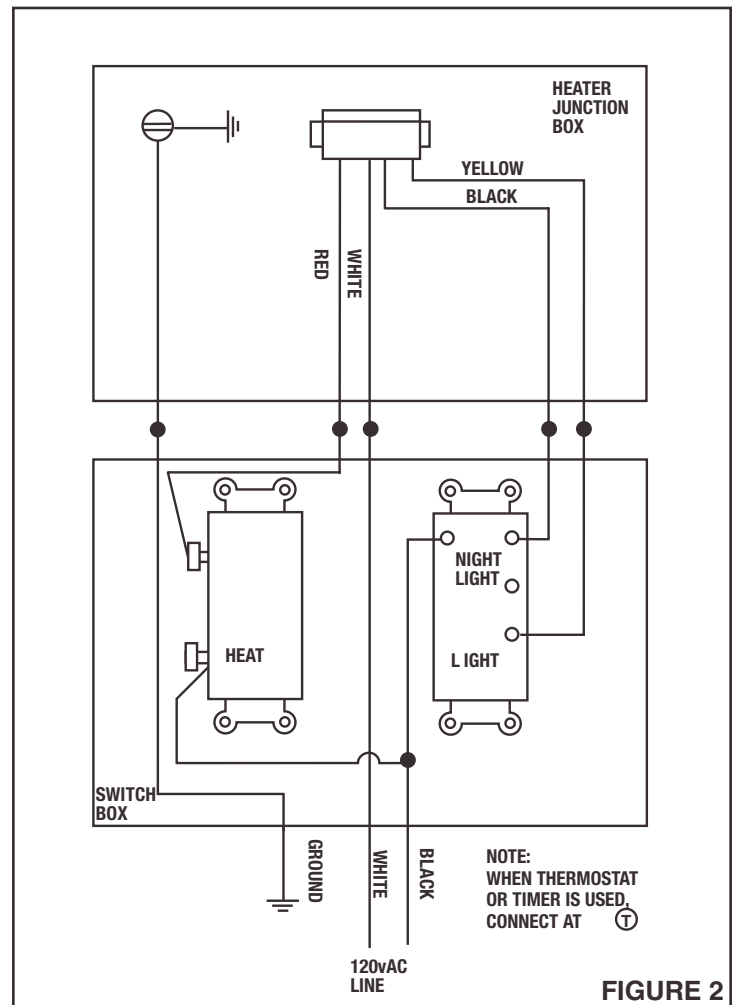 HEATER
JUNCTION
BOX
YELLOW
BLACK
RED
WHITE
NIGHT
LIGHT
HEAT
L IGHT
SWITCH
BOX
GROUND
WHITE
BLACK
NOTE:
WHEN THERMOSTAT
OR TIMER IS USED,
CONNECT AT T
120vAC
LINE
FIGURE 2